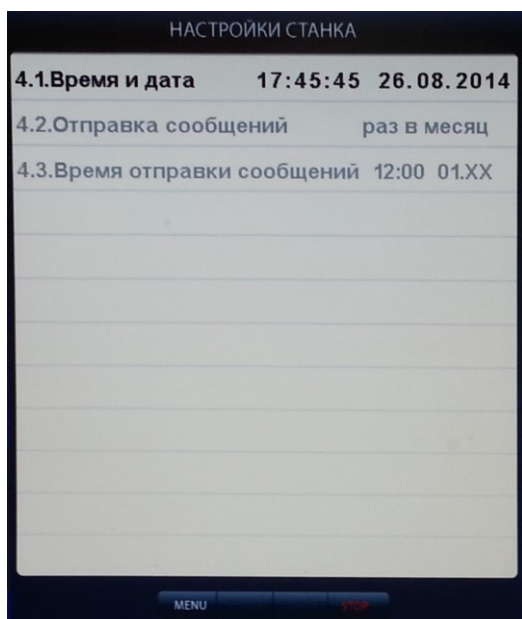 НАСТРОЙКИ СТАНКА
4.1.Время и дата 17:45:45 26.08.2014
4.2.Отправка сообщений раз в месяц
4.3.Время отправки сообщений 12:00 01.XX
MENU STOP